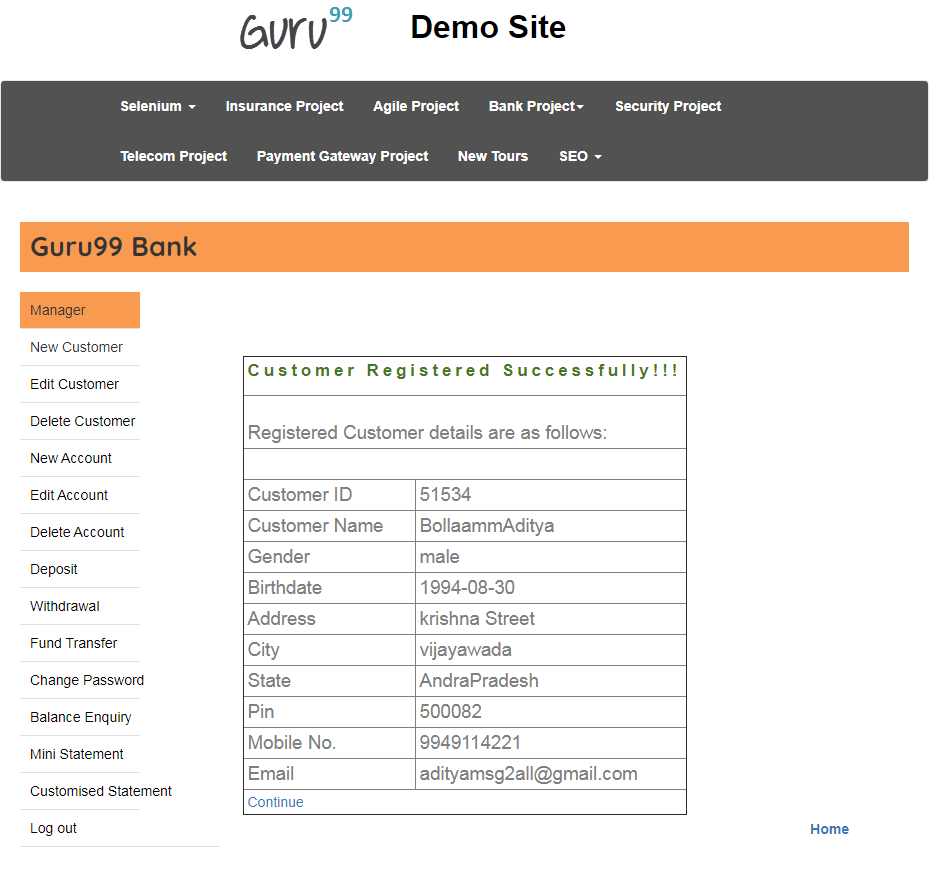 Guru99 Demo Site
Selenium Insurance Project Agile Project Bank Project Security Project
Telecom Project Payment Gateway Project New Tours SEO
Guru99 Bank
Manager
New Customer
Edit Customer
Delete Customer
New Account
Edit Account
Delete Account
Deposit
Withdrawal
Fund Transfer
Change Password
Balance Enquiry
Mini Statement
Customised Statement
Log out
Customer Registered Successfully!!!
Registered Customer details are as follows:
Customer ID 51534
Customer Name BollaammAditya
Gender male
Birthdate 1994-08-30
Address krishna Street
City vijayawada
State AndraPradesh
Pin 500082
Mobile No. 9949114221
Email adityamsg2all@gmail.com
Continue
Home